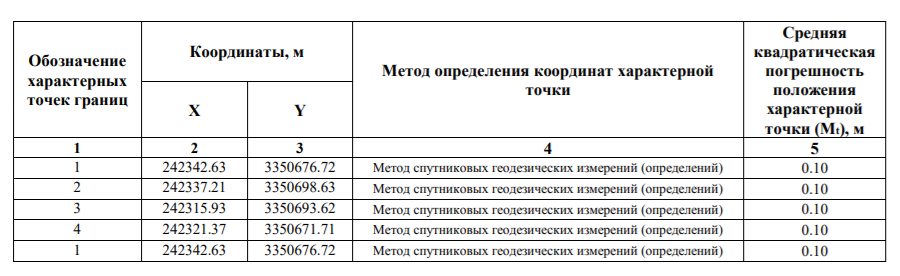 Обозначение характерных точек границ
Координаты, м
Метод определения координат характерной точки
Средняя квадратическая погрешность положения характерной точки (Mt), м
X Y
1 2 3 4 5
1 242342.63 3350676.72 Метод спутниковых геодезических измерений (определений) 0.10
2 242337.21 3350698.63 Метод спутниковых геодезических измерений (определений) 0.10
3 242315.93 3350693.62 Метод спутниковых геодезических измерений (определений) 0.10
4 242321.37 3350671.71 Метод спутниковых геодезических измерений (определений) 0.10
1 242342.63 3350676.72 Метод спутниковых геодезических измерений (определений) 0.10